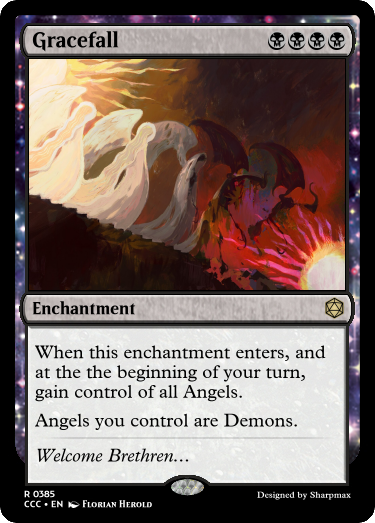 Gracefall
Enchantment
When this enchantment enters, and
at the the beginning of your turn,
gain control of all Angels.
Angels you control are Demons.
Welcome Brethren...
R 0385
CCC • EN FLORIAN HEROLD
Designed by Sharpmax